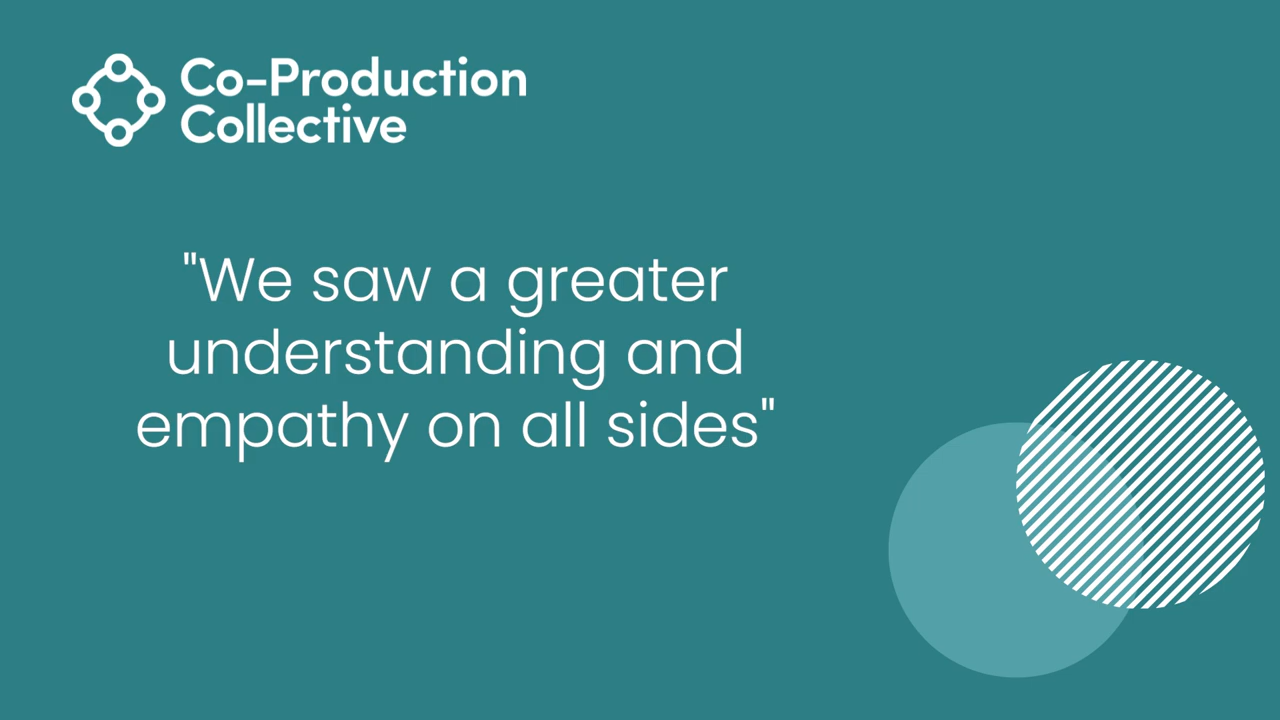 Co-Production
Collective
"We saw a greater
understanding and
empathy on all sides"